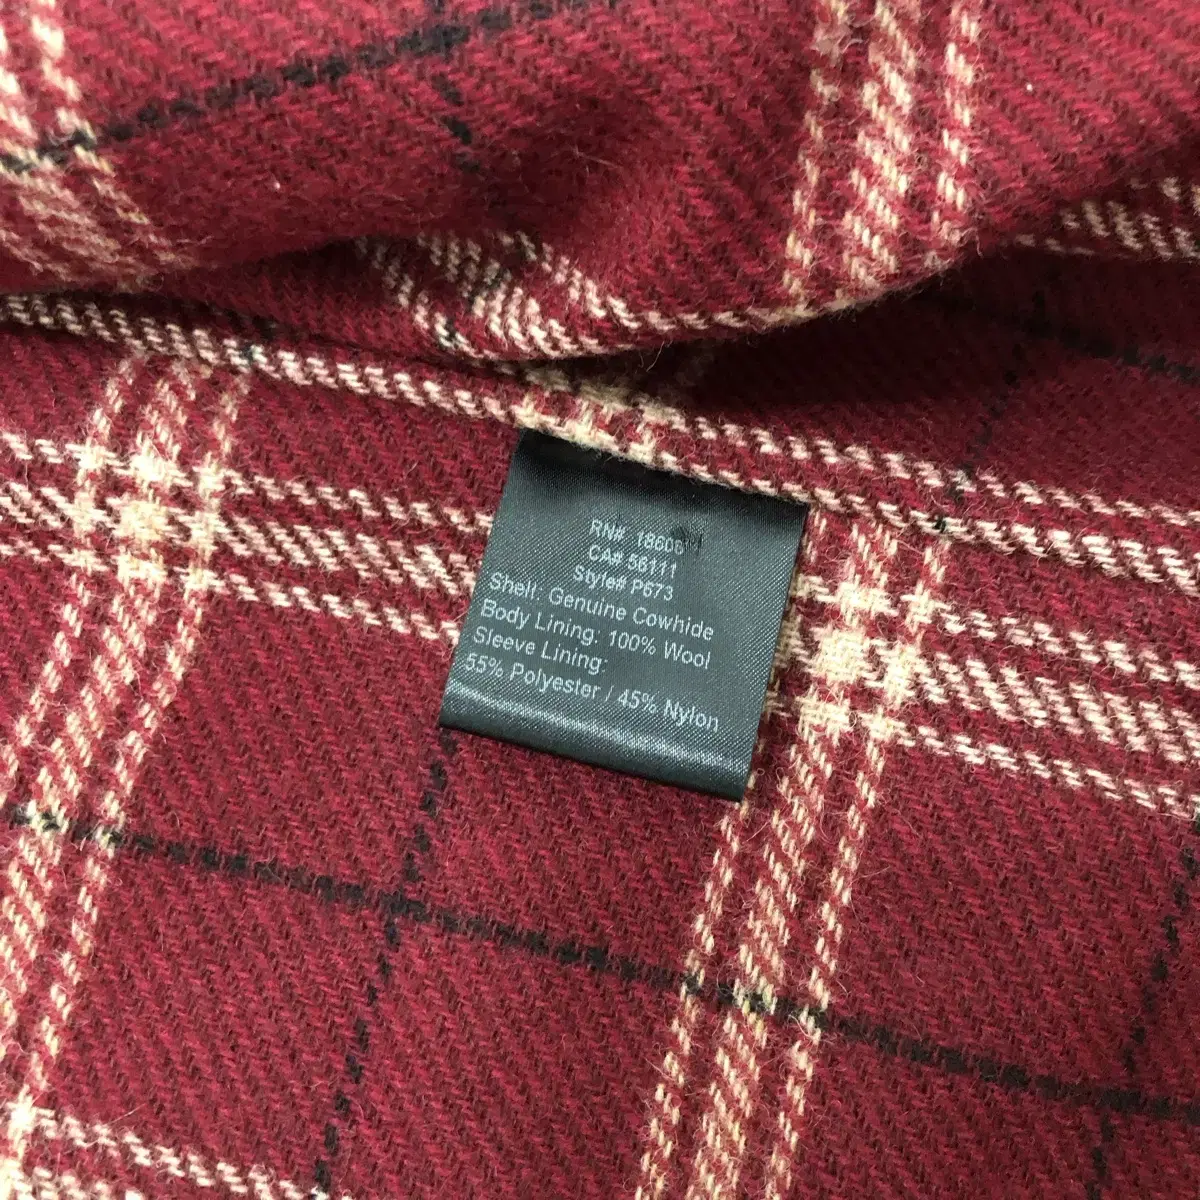 RN# 18606
CA# 56111
Style# P673
Shell: Genuine Cowhide
Body Lining: 100% Wool
Sleeve Lining:
55% Polyester / 45% Nylon